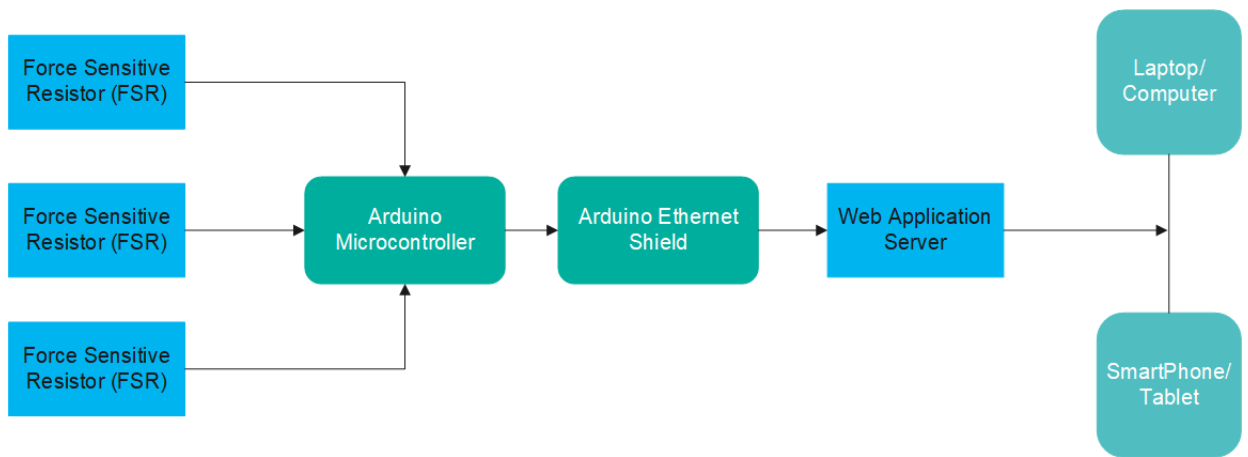 Force Sensitive
Resistor (FSR)
Force Sensitive
Resistor (FSR)
Force Sensitive
Resistor (FSR)
Arduino
Microcontroller
Arduino Ethernet
Shield
Web Application
Server
Laptop/
Computer
SmartPhone/
Tablet